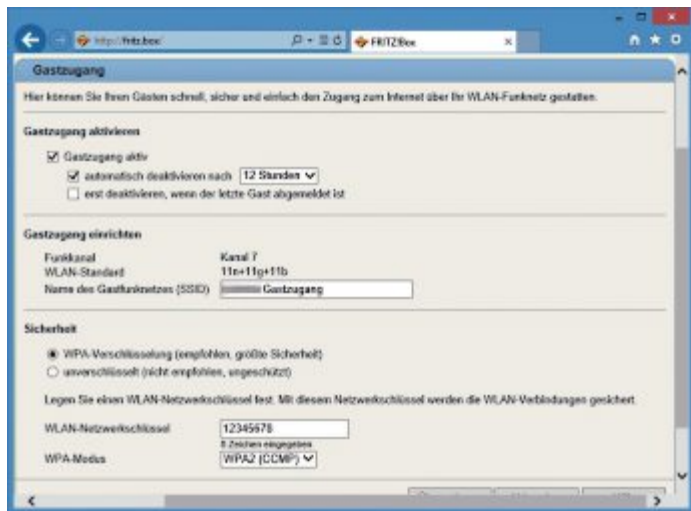 http://fritz.box/
FRITZ!Box
Gastzugang
Hier können Sie Ihren Gästen schnell, sicher und einfach den Zugang zum Internet über Ihr WLAN-Funknetz gestatten.
Gastzugang aktivieren
Gastzugang aktiv
automatisch deaktivieren nach 12 Stunden
erst deaktivieren, wenn der letzte Gast abgemeldet ist
Gastzugang einrichten
Funkkanal Kanal 7
WLAN-Standard 11n+11g+11b
Name des Gastfunknetzes (SSID) Gastzugang
Sicherheit
WPA-Verschlüsselung (empfohlen, größte Sicherheit)
unverschlüsselt (nicht empfohlen, ungeschützt)
Legen Sie einen WLAN-Netzwerkschlüssel fest. Mit diesem Netzwerkschlüssel werden die WLAN-Verbindungen gesichert.
WLAN-Netzwerkschlüssel 12345678
8 Zeichen eingegeben
WPA-Modus WPA2 (CCMP)